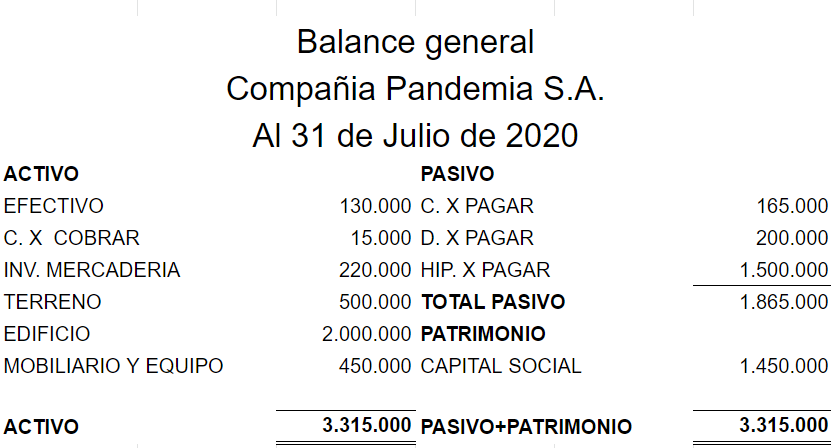 Balance general
Compañia Pandemia S.A.
Al 31 de Julio de 2020
ACTIVO PASIVO
EFECTIVO 130.000 C. X PAGAR 165.000
C. X COBRAR 15.000 D. X PAGAR 200.000
INV. MERCADERIA 220.000 HIP. X PAGAR 1.500.000
TERRENO 500.000 TOTAL PASIVO 1.865.000
EDIFICIO 2.000.000 PATRIMONIO
MOBILIARIO Y EQUIPO 450.000 CAPITAL SOCIAL 1.450.000
ACTIVO 3.315.000 PASIVO+PATRIMONIO 3.315.000